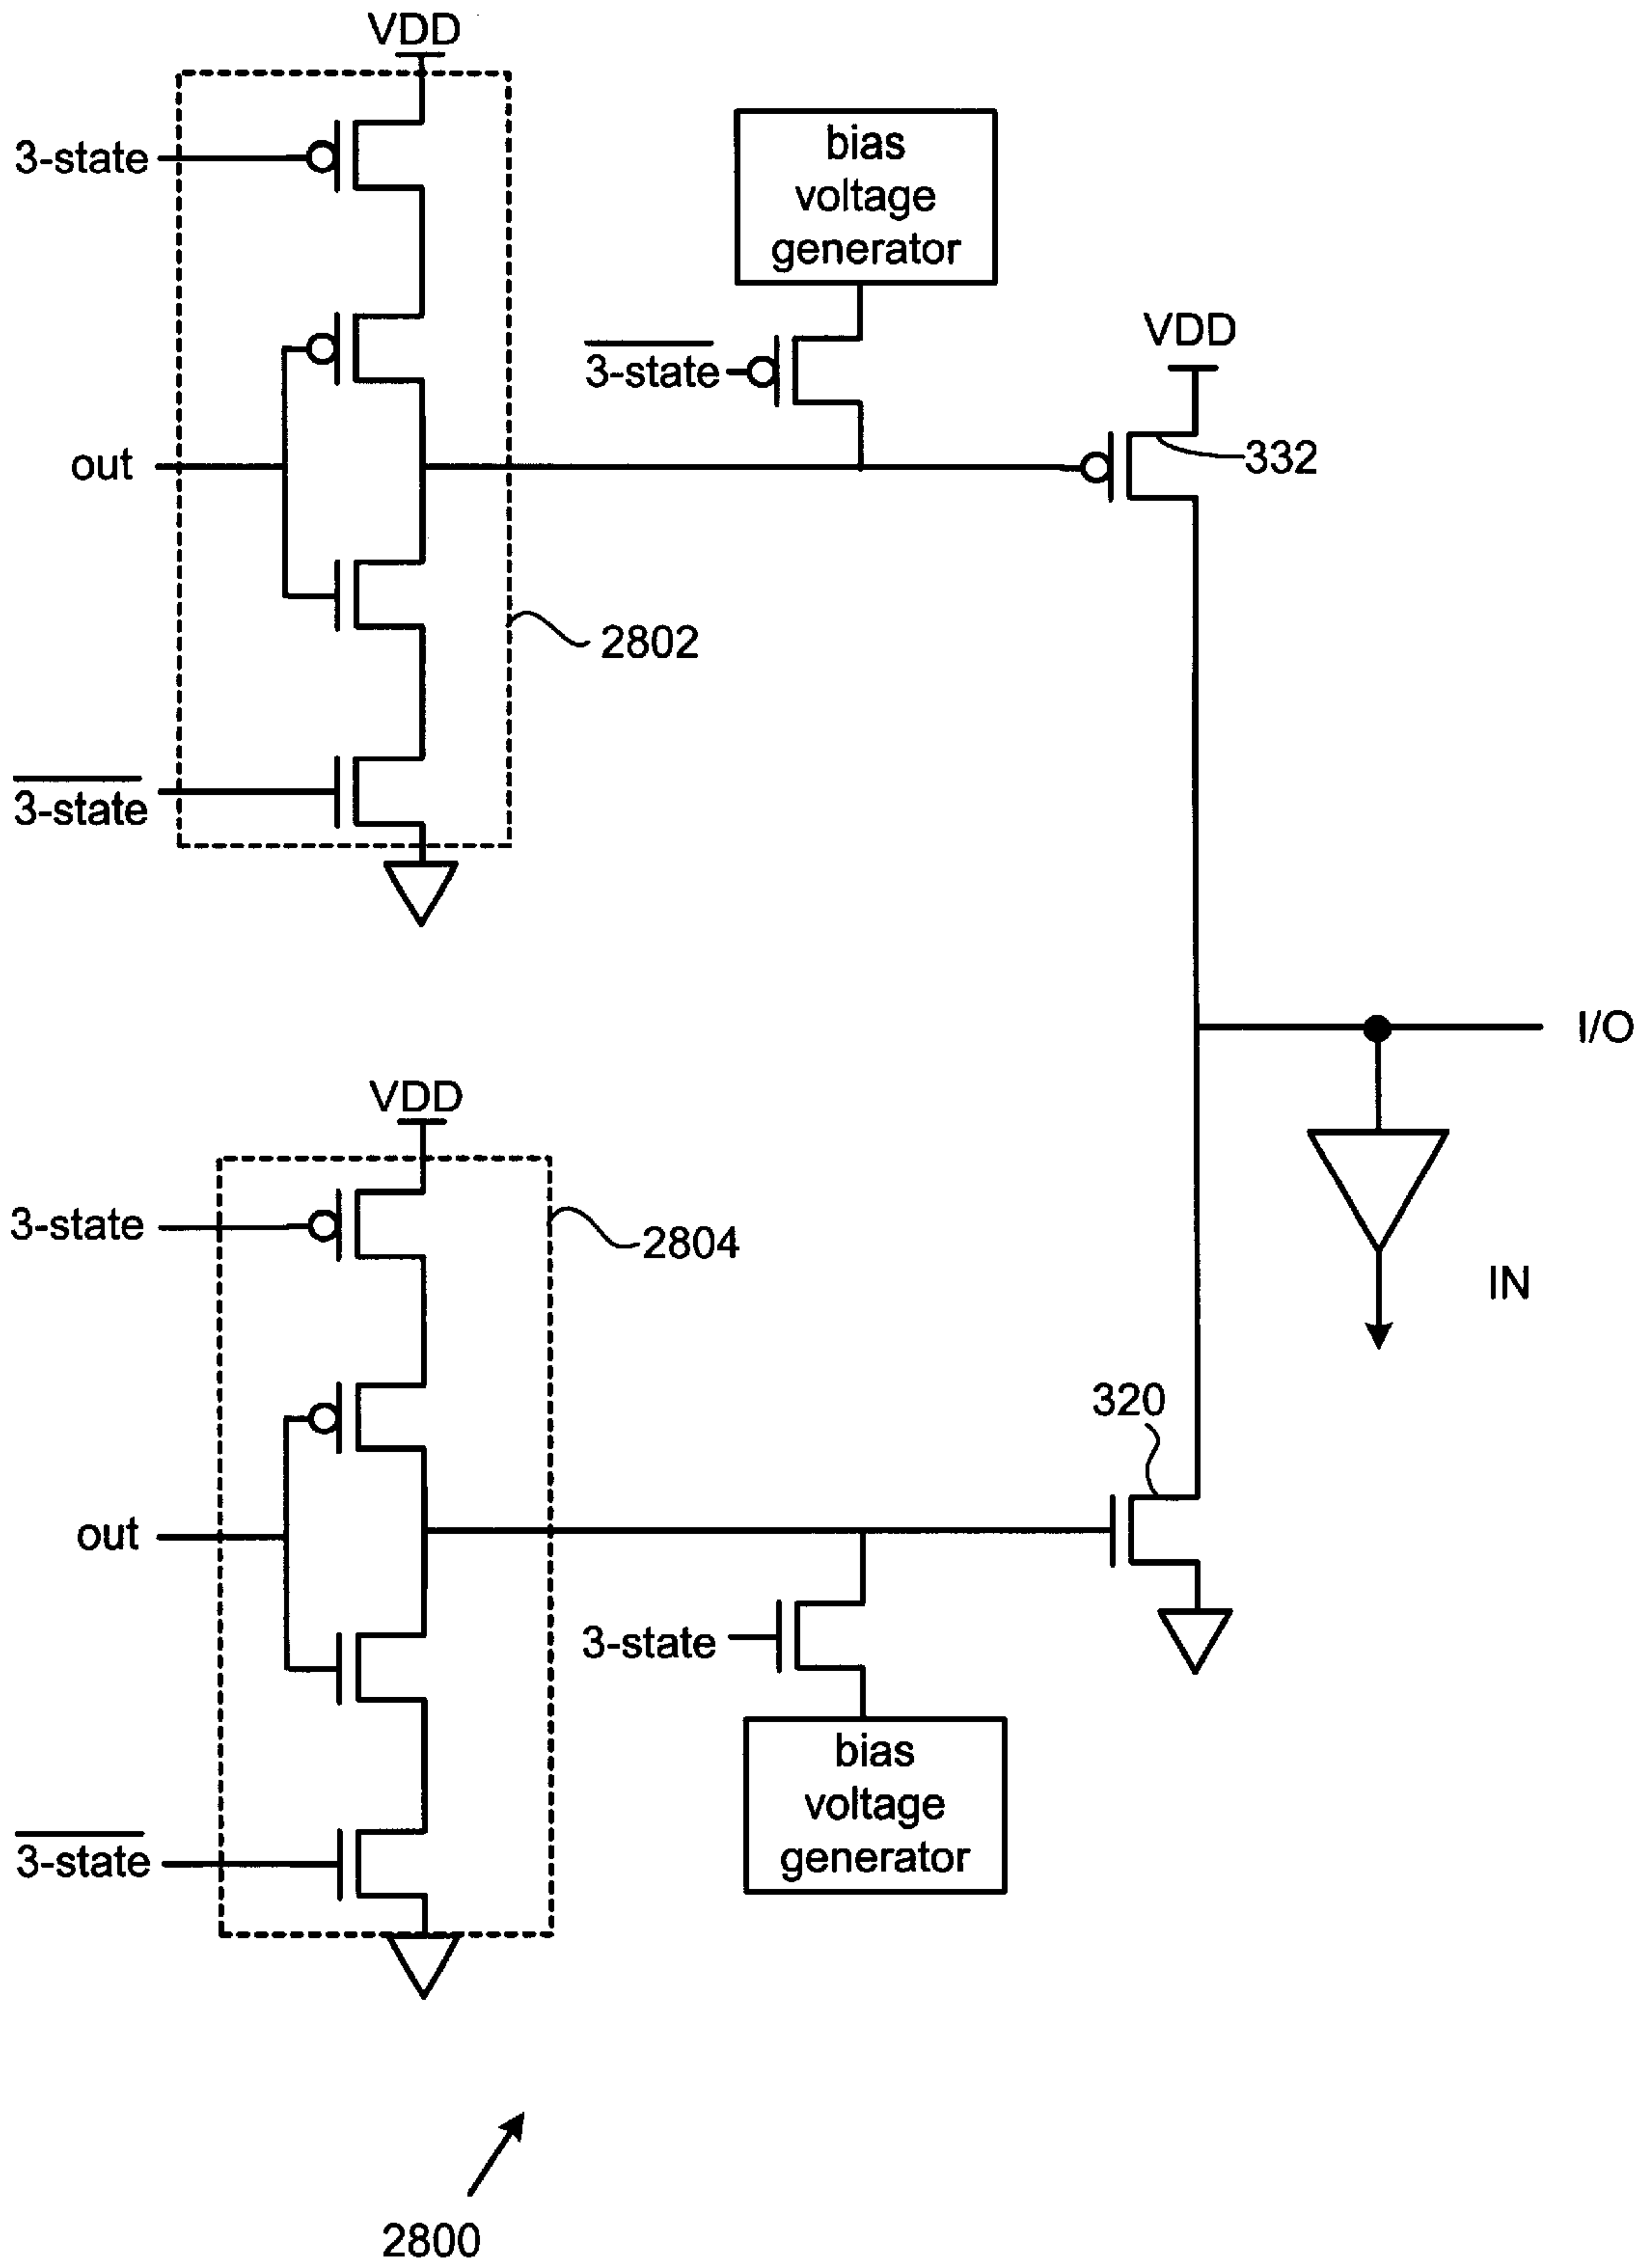 VDD
3-state
bias
voltage
generator
VDD
3-state
332
out
2802
3-state
I/O
VDD
3-state
2804
IN
320
out
3-state
bias
voltage
generator
3-state
2800